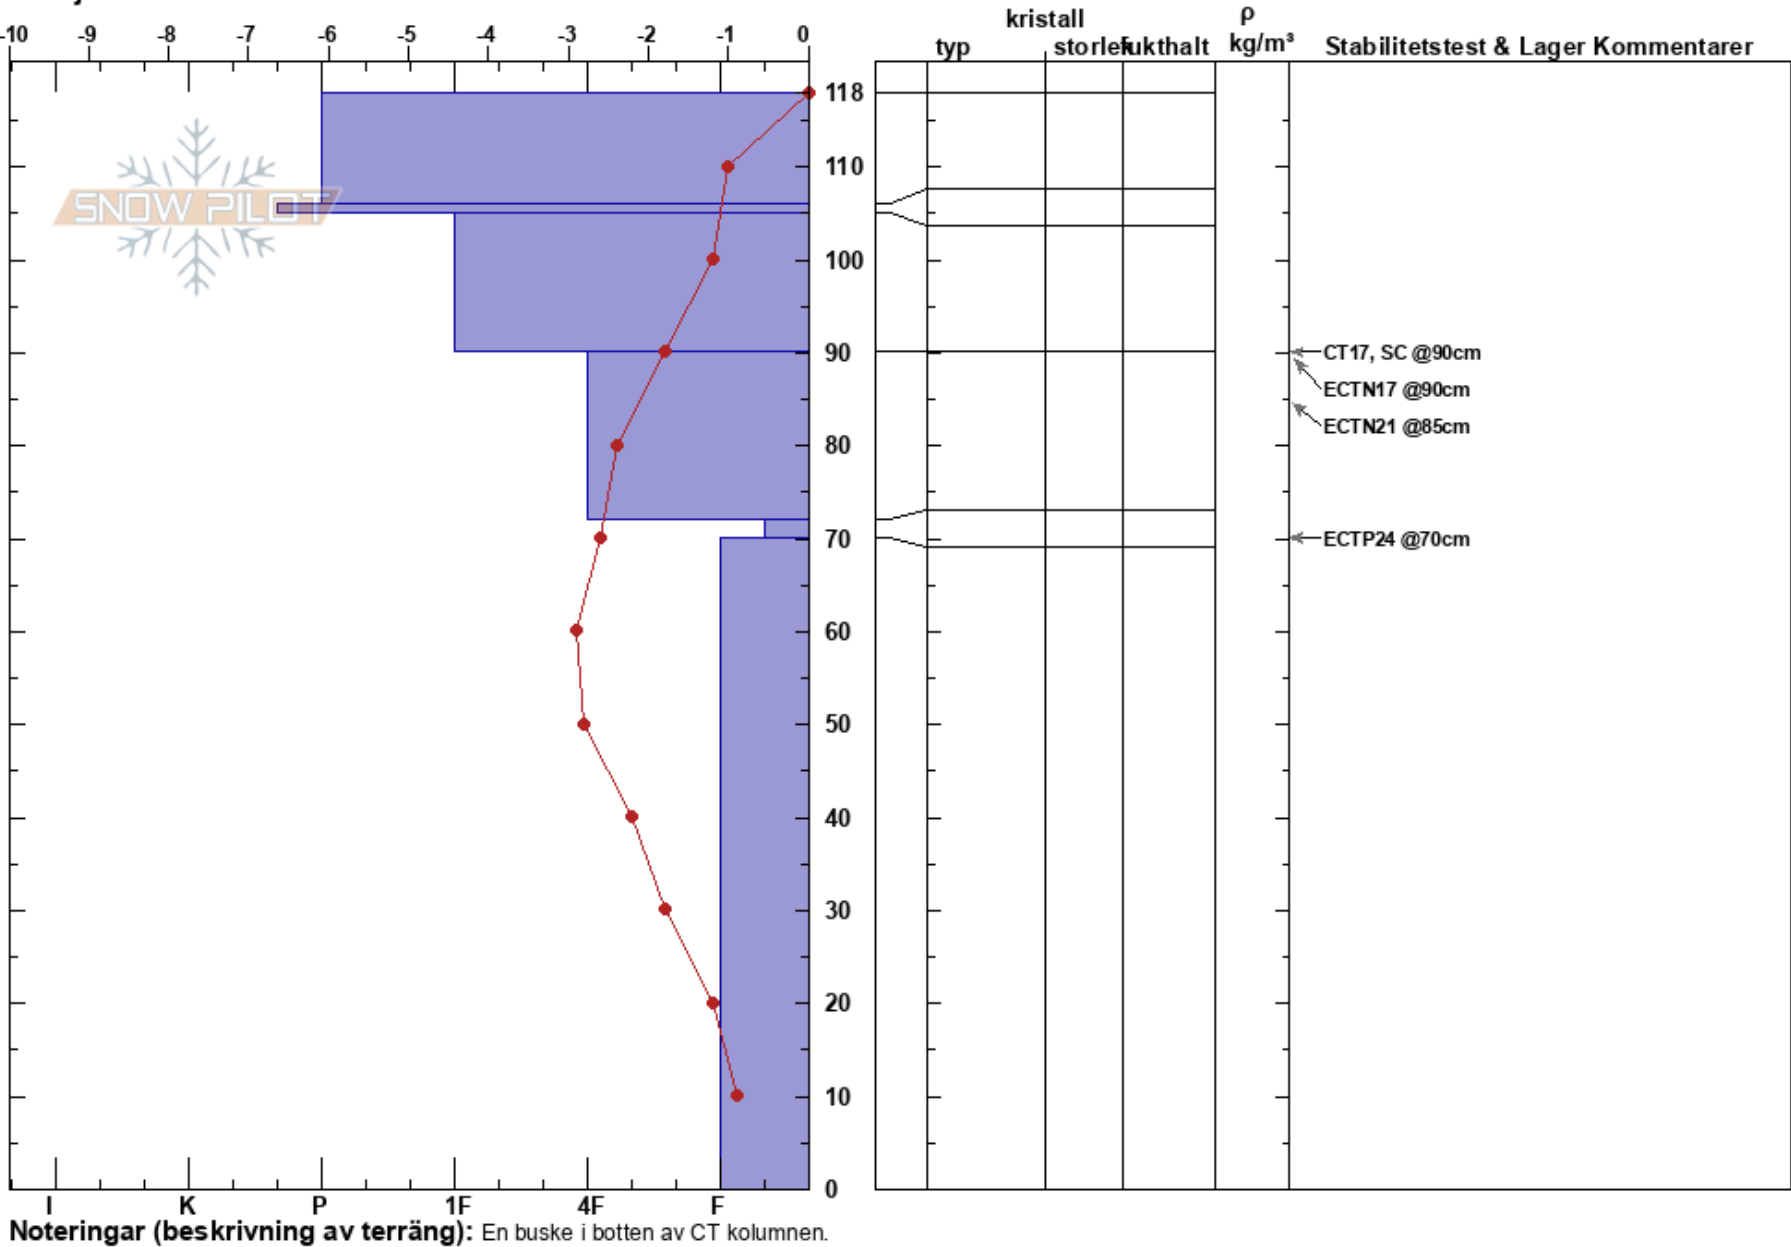 kristall ρ
-10 -9 -8 -7 -6 -5 -4 -3 -2 -1 0
typ storlek fukthalt kg/m³ Stabilitetstest & Lager Kommentarer
118
SNOW PILOT
110
100
90 CT17, SC @90cm
ECTN17 @90cm
ECTN21 @85cm
80
70 ECTP24 @70cm
60
50
40
30
20
10
0
I K P 1F 4F F
Noteringar (beskrivning av terräng): En buske i botten av CT kolumnen.